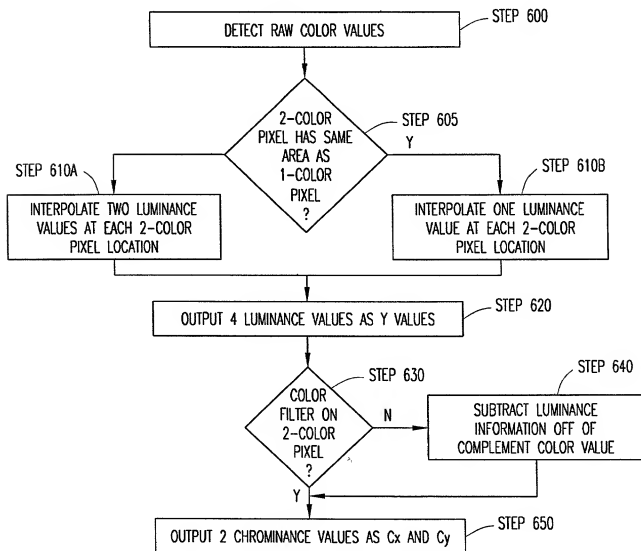 DETECT RAW COLOR VALUES
STEP 600
2-COLOR
PIXEL HAS SAME
AREA AS
1-COLOR
PIXEL
?
STEP 605
Y
STEP 610A
INTERPOLATE TWO LUMINANCE
VALUES AT EACH 2-COLOR
PIXEL LOCATION
STEP 610B
INTERPOLATE ONE LUMINANCE
VALUE AT EACH 2-COLOR
PIXEL LOCATION
OUTPUT 4 LUMINANCE VALUES AS Y VALUES
STEP 620
COLOR
FILTER ON
2-COLOR
PIXEL
?
STEP 630
N
STEP 640
SUBTRACT LUMINANCE
INFORMATION OFF OF
COMPLEMENT COLOR VALUE
Y
OUTPUT 2 CHROMINANCE VALUES AS Cx AND Cy
STEP 650